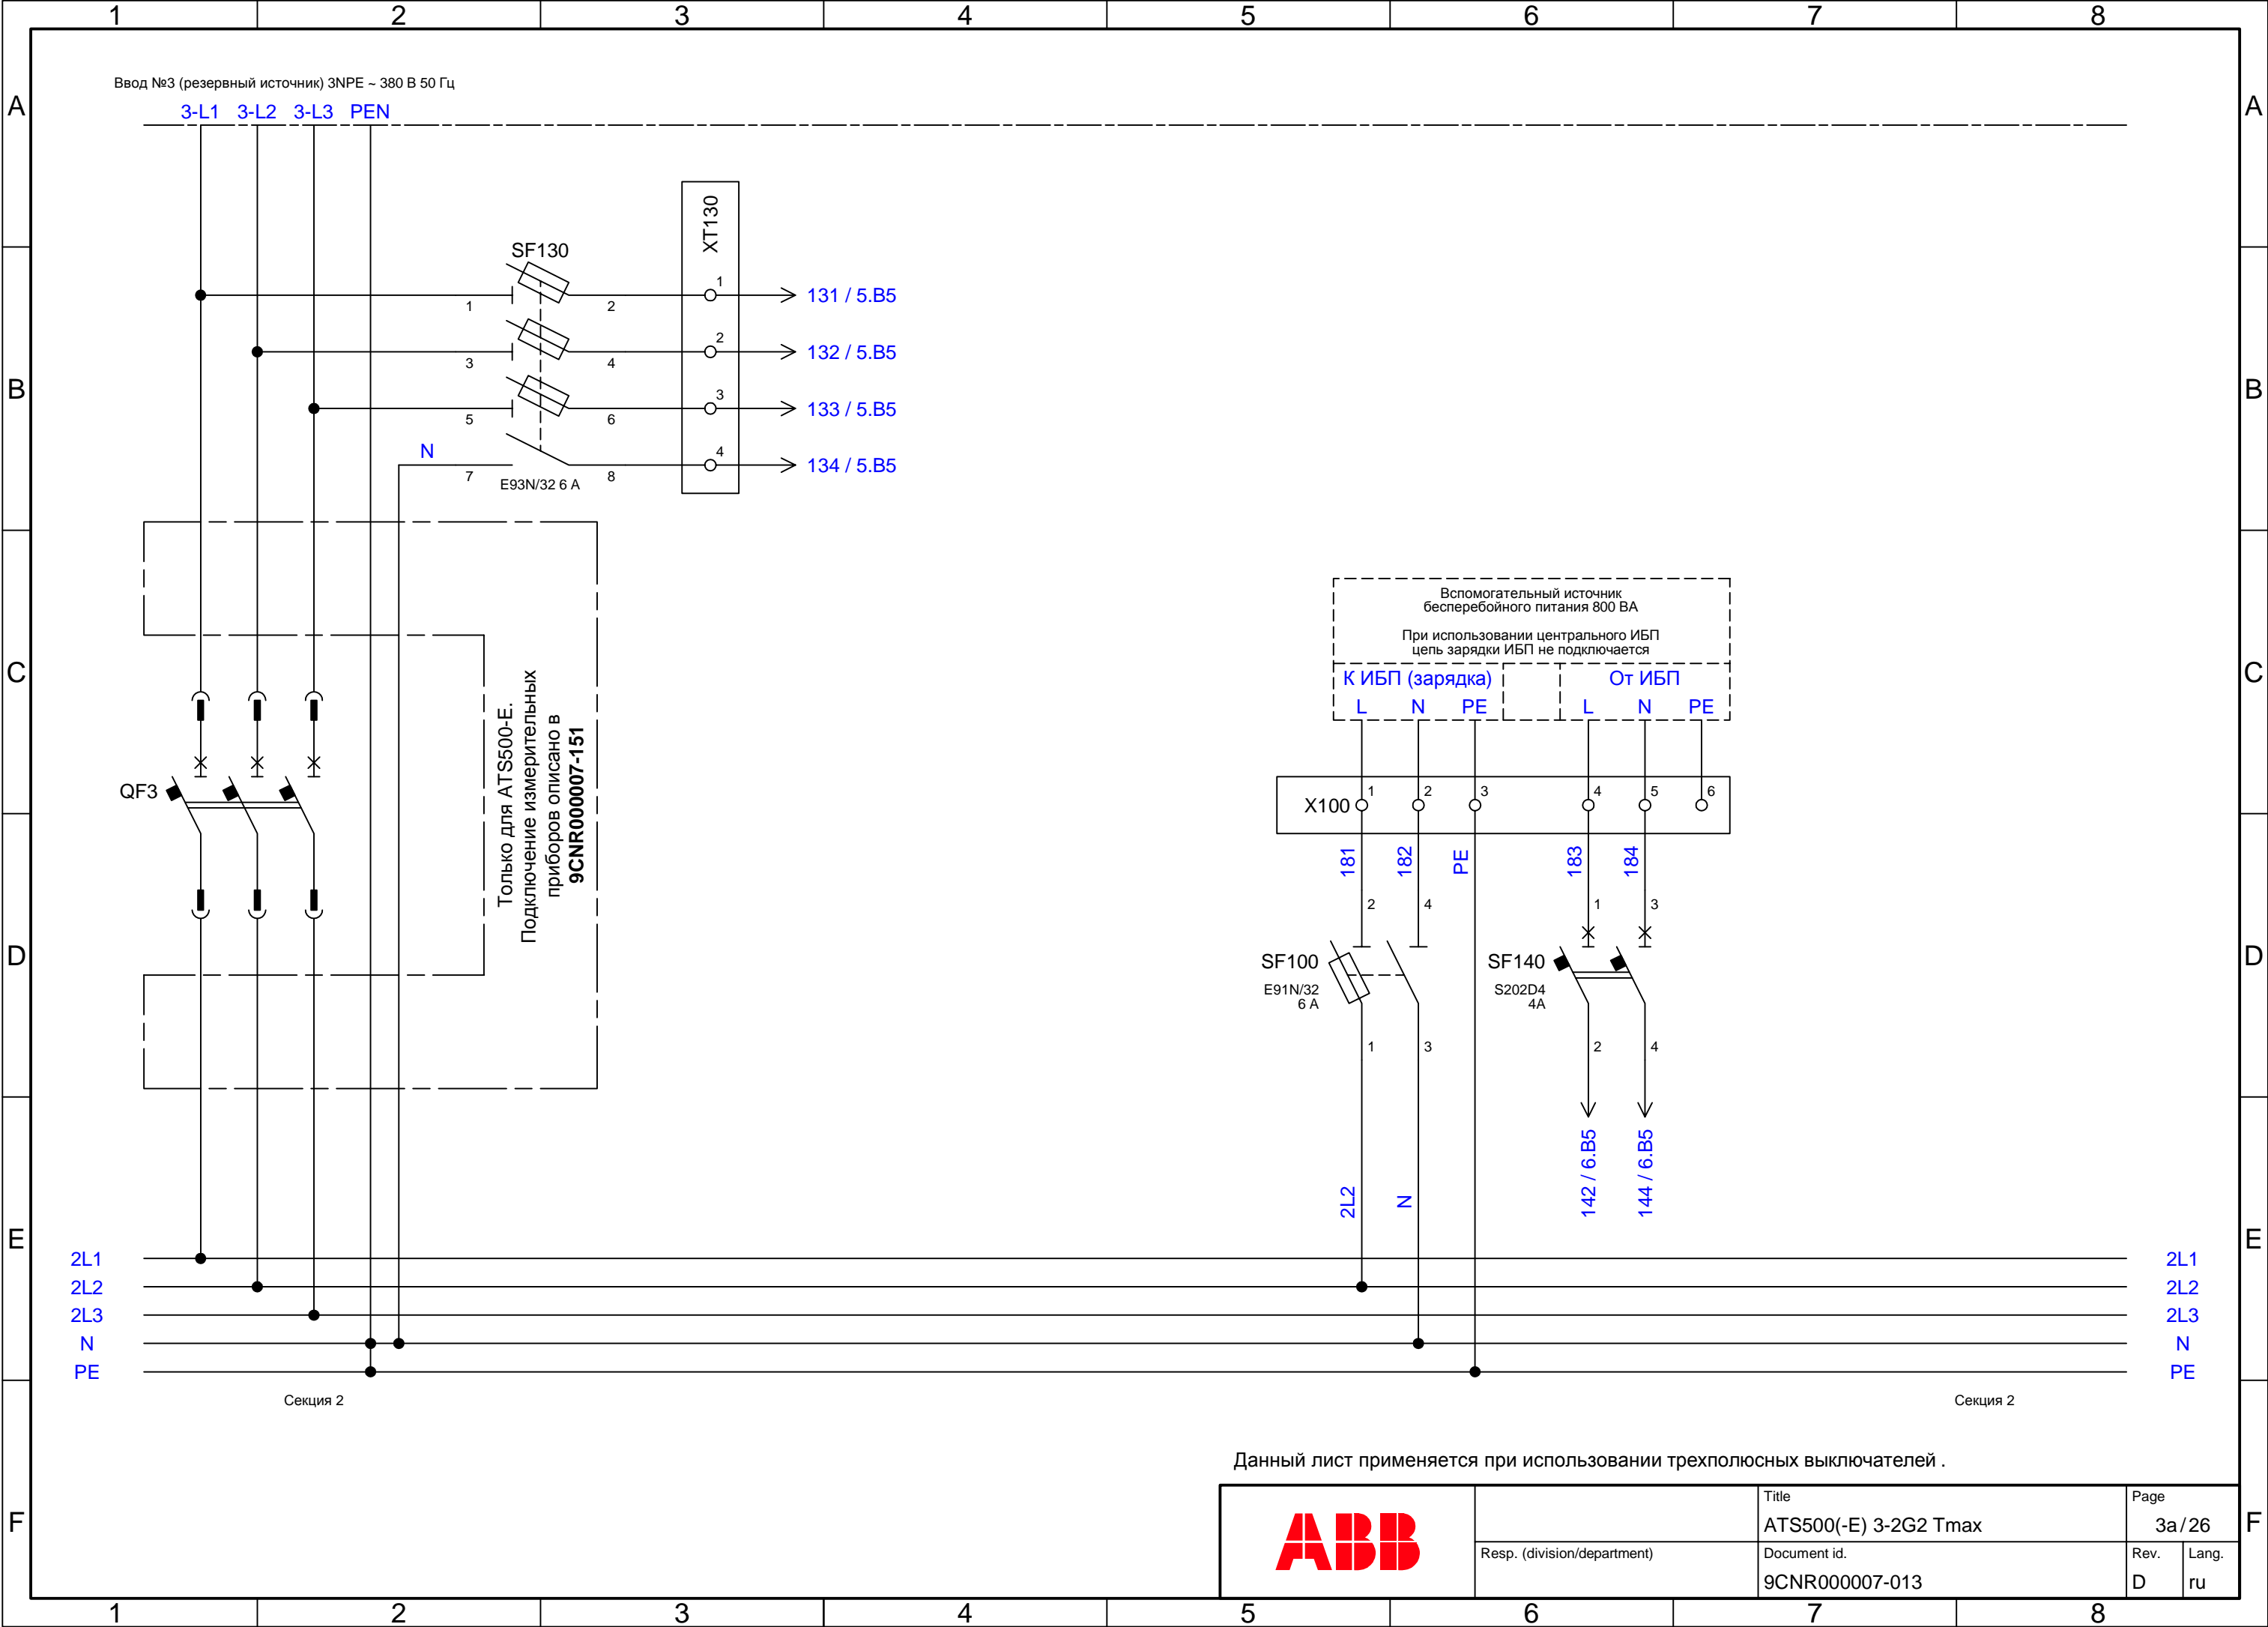 1 2 3 4 5 6 7 8
A A
Ввод №3 (резервный источник) 3NPE ~ 380 В 50 Гц
3-L1 3-L2 3-L3 PEN
XT130
SF130
1 2 1 131 / 5.B5
3 4 2 132 / 5.B5
B B
5 6 3 133 / 5.B5
N 7 8 4 134 / 5.B5
E93N/32 6 A
C C
Вспомогательный источник
бесперебойного питания 800 ВА
При использовании центрального ИБП
цепь зарядки ИБП не подключается
К ИБП (зарядка) От ИБП
L N PE L N PE
Только для ATS500-E.
Подключение измерительных
приборов описано в
9CNR000007-151
QF3
X100 1 2 3 4 5 6
181 182 PE 183 184
2 4 1 3
D D
SF100
E91N/32
6 A
SF140
S202D4
4A
1 3 2 4
2L2 N 142 / 6.B5 144 / 6.B5
E E
2L1 2L1
2L2 2L2
2L3 2L3
N N
PE PE
Секция 2 Секция 2
Данный лист применяется при использовании трехполюсных выключателей .
F F
ABB
Title
ATS500(-E) 3-2G2 Tmax
Page
3a/26
Resp. (division/department)
Document id.
9CNR000007-013
Rev.
D
Lang.
ru
1 2 3 4 5 6 7 8